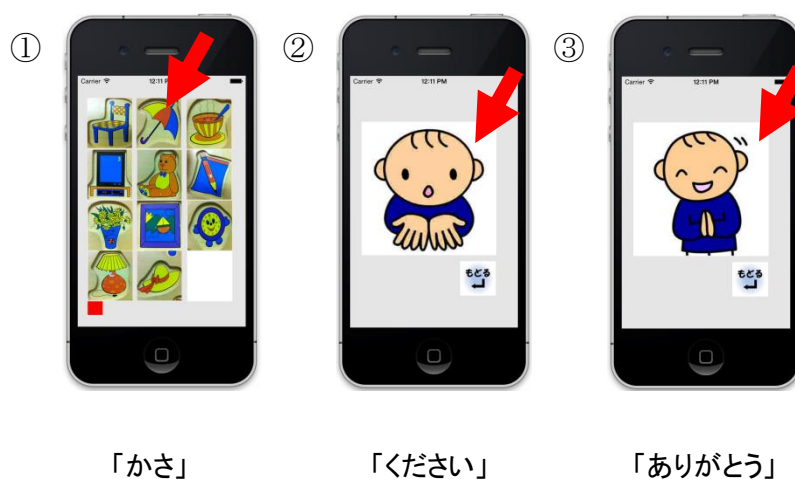 ① ② ③
Carrier 12:11 P
Carrier 12:11 PM
Carrier 12:11 PM
もどる
もどる
「かさ」 「ください」 「ありがとう」